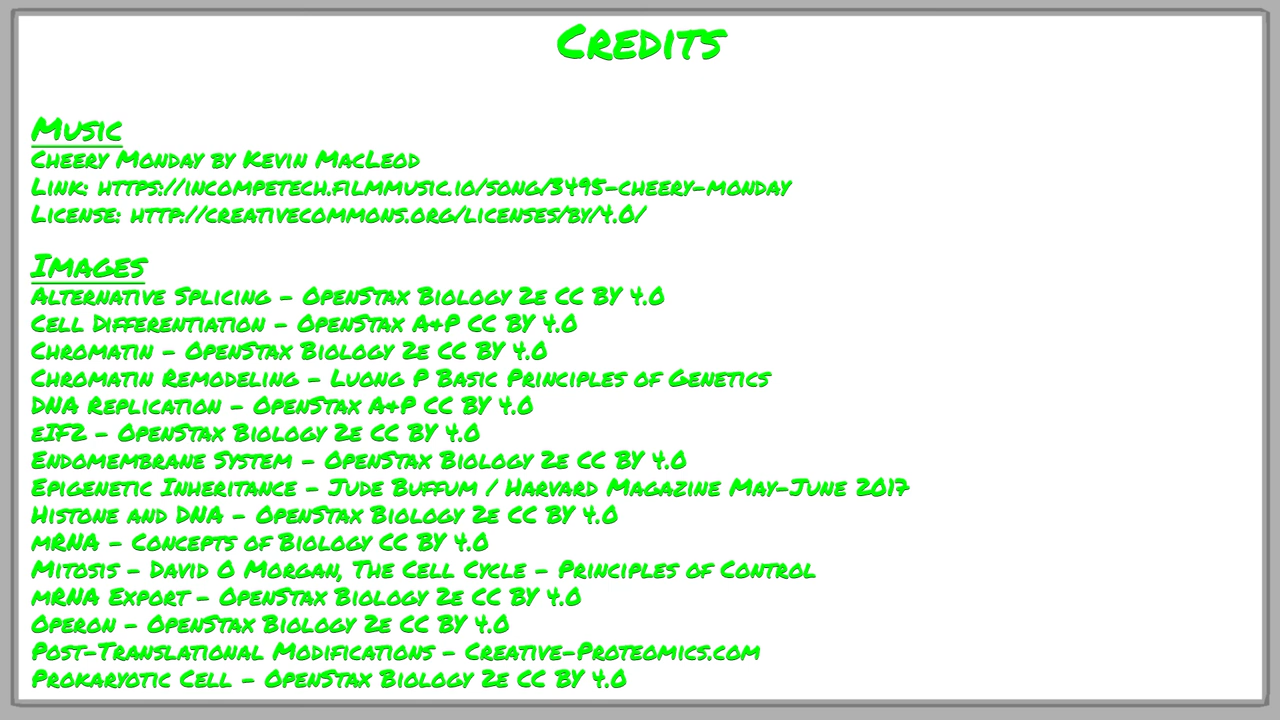 Credits
Music
Cheery Monday by Kevin MacLeod
Link: https://incompetech.filmmusic.io/song/3495-cheery-monday
License: http://creativecommons.org/licenses/by/4.0/
Images
Alternative Splicing – OpenStax Biology 2e CC BY 4.0
Cell Differentiation – OpenStax A&P CC BY 4.0
Chromatin – OpenStax Biology 2e CC BY 4.0
Chromatin Remodeling – Luong P Basic Principles of Genetics
DNA Replication – OpenStax A&P CC BY 4.0
eIF2 – OpenStax Biology 2e CC BY 4.0
Endomembrane System – OpenStax Biology 2e CC BY 4.0
Epigenetic Inheritance – Jude Buffum / Harvard Magazine May-June 2017
Histone and DNA – OpenStax Biology 2e CC BY 4.0
mRNA – Concepts of Biology CC BY 4.0
Mitosis – David O Morgan, The Cell Cycle – Principles of Control
mRNA Export – OpenStax Biology 2e CC BY 4.0
Operon – OpenStax Biology 2e CC BY 4.0
Post-Translational Modifications – Creative-Proteomics.com
Prokaryotic Cell – OpenStax Biology 2e CC BY 4.0